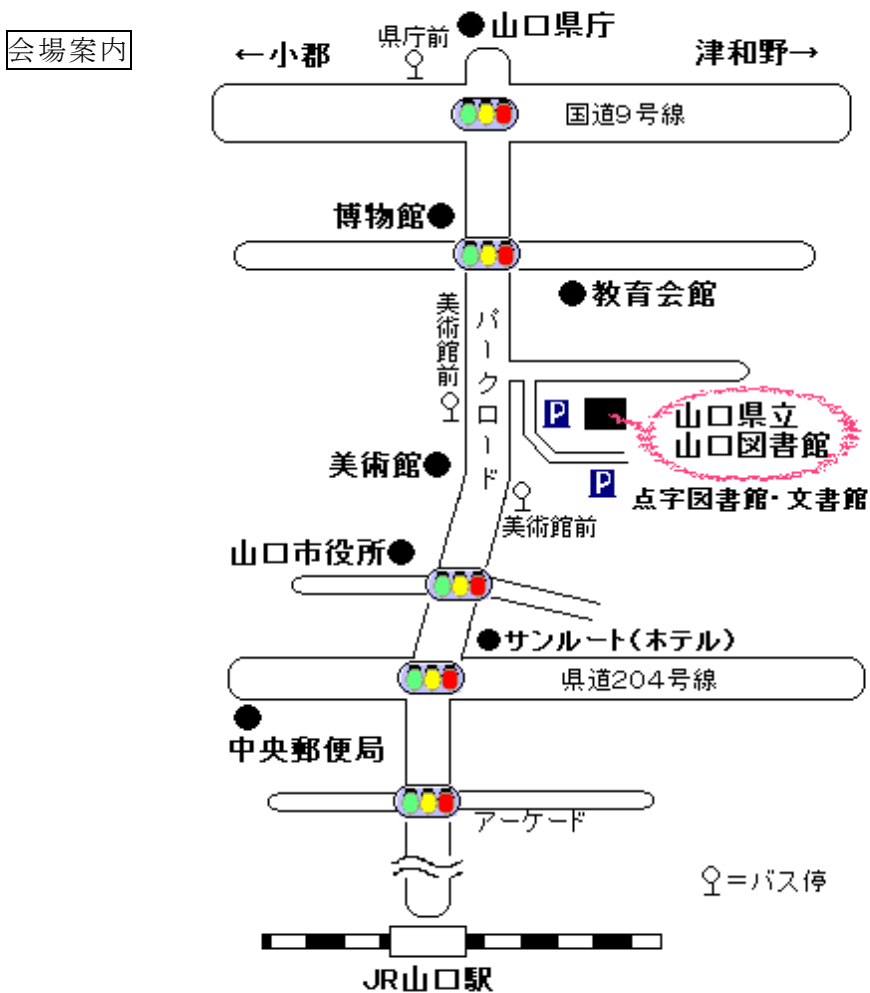 会場案内
●山口県庁
県庁前
←小郡
津和野→
国道9号線
博物館●
●教育会館
美術館前
パークロード
P
山口県立
山口図書館
美術館●
P
点字図書館・文書館
美術館前
山口市役所●
●サンルート(ホテル)
県道204号線
●
中央郵便局
アーケード
=バス停
JR山口駅